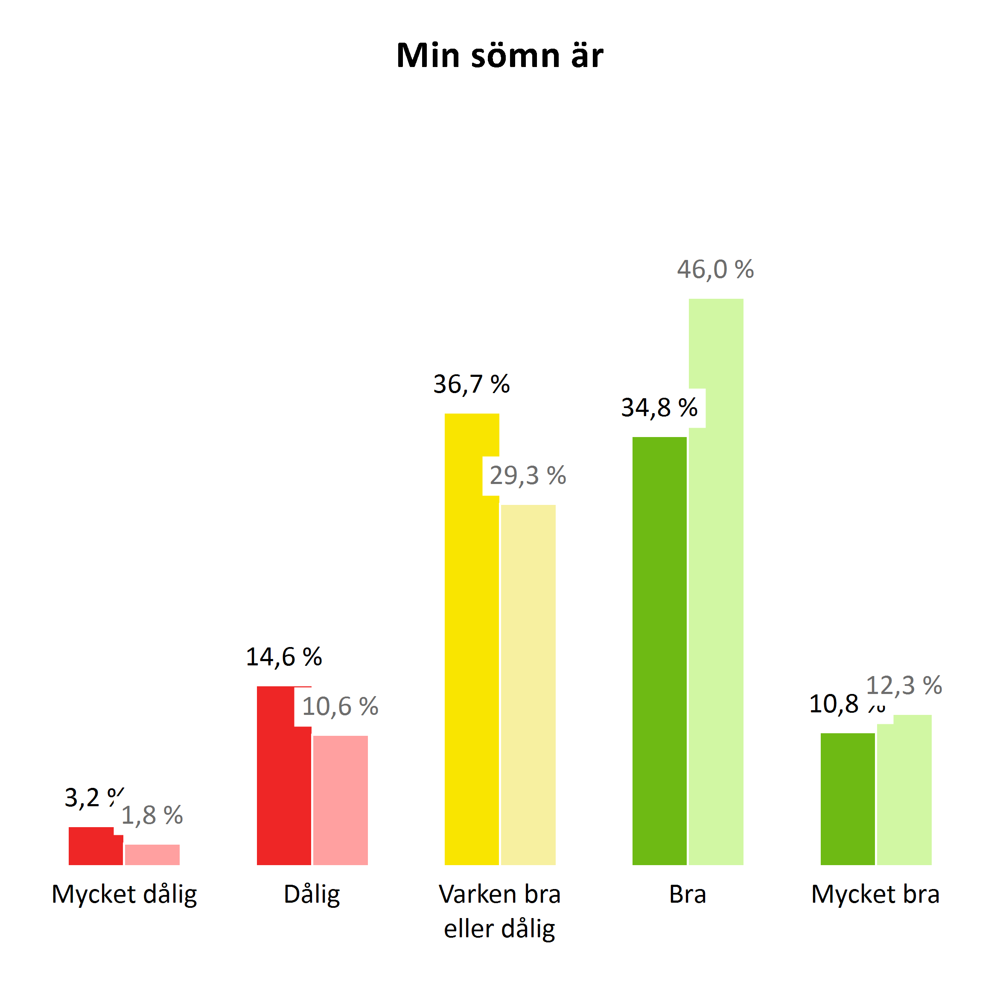 Min sömn är
46,0 %
36,7 %
34,8 %
29,3 %
14,6 %
10,6 %
12,3 %
10,8 %
3,2 %
1,8 %
Mycket dålig
Dålig
Varken bra
eller dålig
Bra
Mycket bra